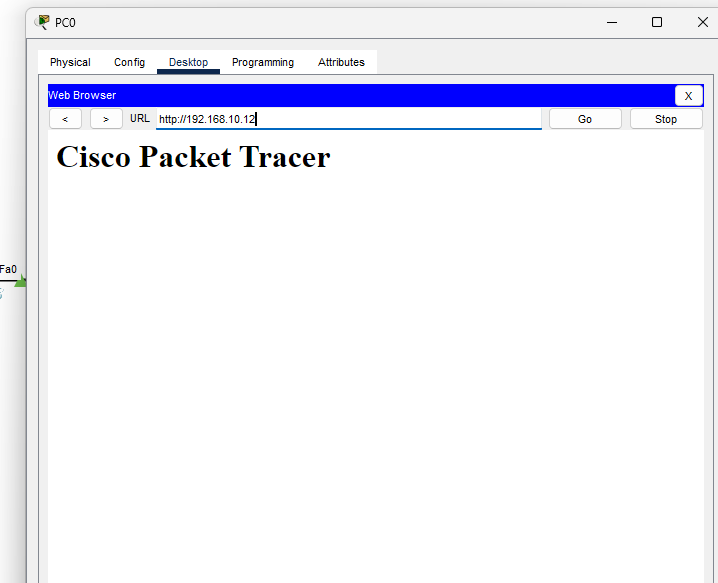 PC0
Physical Config Desktop Programming Attributes
Web Browser X
< > URL http://192.168.10.12 Go Stop
Cisco Packet Tracer
Fa0